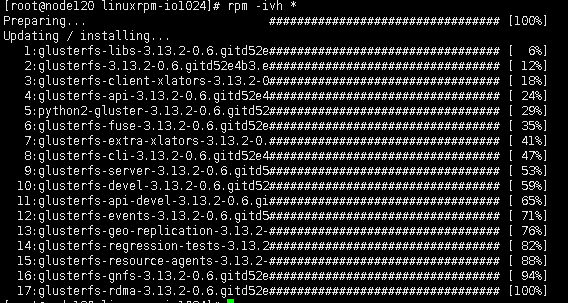 [root@node120 linuxrpm-io1024]# rpm -ivh *
Preparing... ################################# [100%]
Updating / installing...
1:glusterfs-libs-3.13.2-0.6.gitd52e################################# [ 6%]
2:glusterfs-3.13.2-0.6.gitd52e4b3.e################################# [ 12%]
3:glusterfs-client-xlators-3.13.2-0################################# [ 18%]
4:glusterfs-api-3.13.2-0.6.gitd52e4################################# [ 24%]
5:python2-gluster-3.13.2-0.6.gitd52################################# [ 29%]
6:glusterfs-fuse-3.13.2-0.6.gitd52e################################# [ 35%]
7:glusterfs-extra-xlators-3.13.2-0.################################# [ 41%]
8:glusterfs-cli-3.13.2-0.6.gitd52e4################################# [ 47%]
9:glusterfs-server-3.13.2-0.6.gitd5################################# [ 53%]
10:glusterfs-devel-3.13.2-0.6.gitd52################################# [ 59%]
11:glusterfs-api-devel-3.13.2-0.6.gi################################# [ 65%]
12:glusterfs-events-3.13.2-0.6.gitd5################################# [ 71%]
13:glusterfs-geo-replication-3.13.2-################################# [ 76%]
14:glusterfs-regression-tests-3.13.2################################# [ 82%]
15:glusterfs-resource-agents-3.13.2-################################# [ 88%]
16:glusterfs-gnfs-3.13.2-0.6.gitd52e################################# [ 94%]
17:glusterfs-rdma-3.13.2-0.6.gitd52e################################# [100%]
[root@node120 linuxrpm-io1024]#